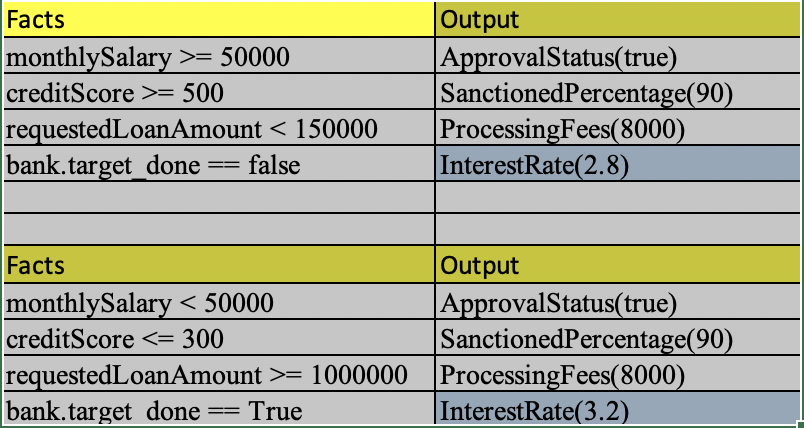 Facts Output
monthlySalary >= 50000 ApprovalStatus(true)
creditScore >= 500 SanctionedPercentage(90)
requestedLoanAmount < 150000 ProcessingFees(8000)
bank.target_done == false InterestRate(2.8)
Facts Output
monthlySalary < 50000 ApprovalStatus(true)
creditScore <= 300 SanctionedPercentage(90)
requestedLoanAmount >= 1000000 ProcessingFees(8000)
bank.target_done == True InterestRate(3.2)